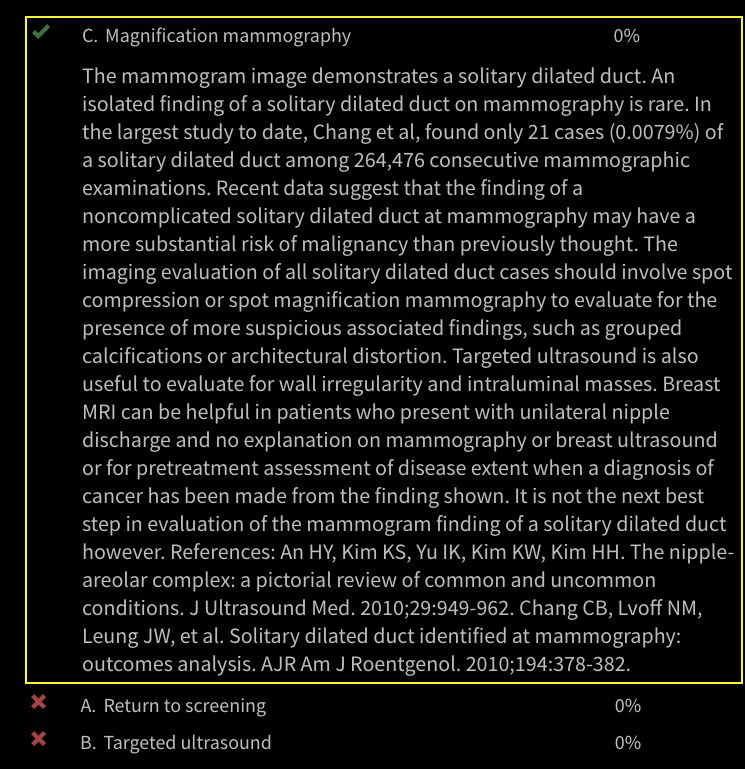 C. Magnification mammography 0%
The mammogram image demonstrates a solitary dilated duct. An
isolated finding of a solitary dilated duct on mammography is rare. In
the largest study to date, Chang et al, found only 21 cases (0.0079%) of
a solitary dilated duct among 264,476 consecutive mammographic
examinations. Recent data suggest that the finding of a
noncomplicated solitary dilated duct at mammography may have a
more substantial risk of malignancy than previously thought. The
imaging evaluation of all solitary dilated duct cases should involve spot
compression or spot magnification mammography to evaluate for the
presence of more suspicious associated findings, such as grouped
calcifications or architectural distortion. Targeted ultrasound is also
useful to evaluate for wall irregularity and intraluminal masses. Breast
MRI can be helpful in patients who present with unilateral nipple
discharge and no explanation on mammography or breast ultrasound
or for pretreatment assessment of disease extent when a diagnosis of
cancer has been made from the finding shown. It is not the next best
step in evaluation of the mammogram finding of a solitary dilated duct
however. References: An HY, Kim KS, Yu IK, Kim KW, Kim HH. The nipple-
areolar complex: a pictorial review of common and uncommon
conditions. J Ultrasound Med. 2010;29:949-962. Chang CB, Lvoff NM,
Leung JW, et al. Solitary dilated duct identified at mammography:
outcomes analysis. AJR Am J Roentgenol. 2010;194:378-382.
A. Return to screening 0%
B. Targeted ultrasound 0%